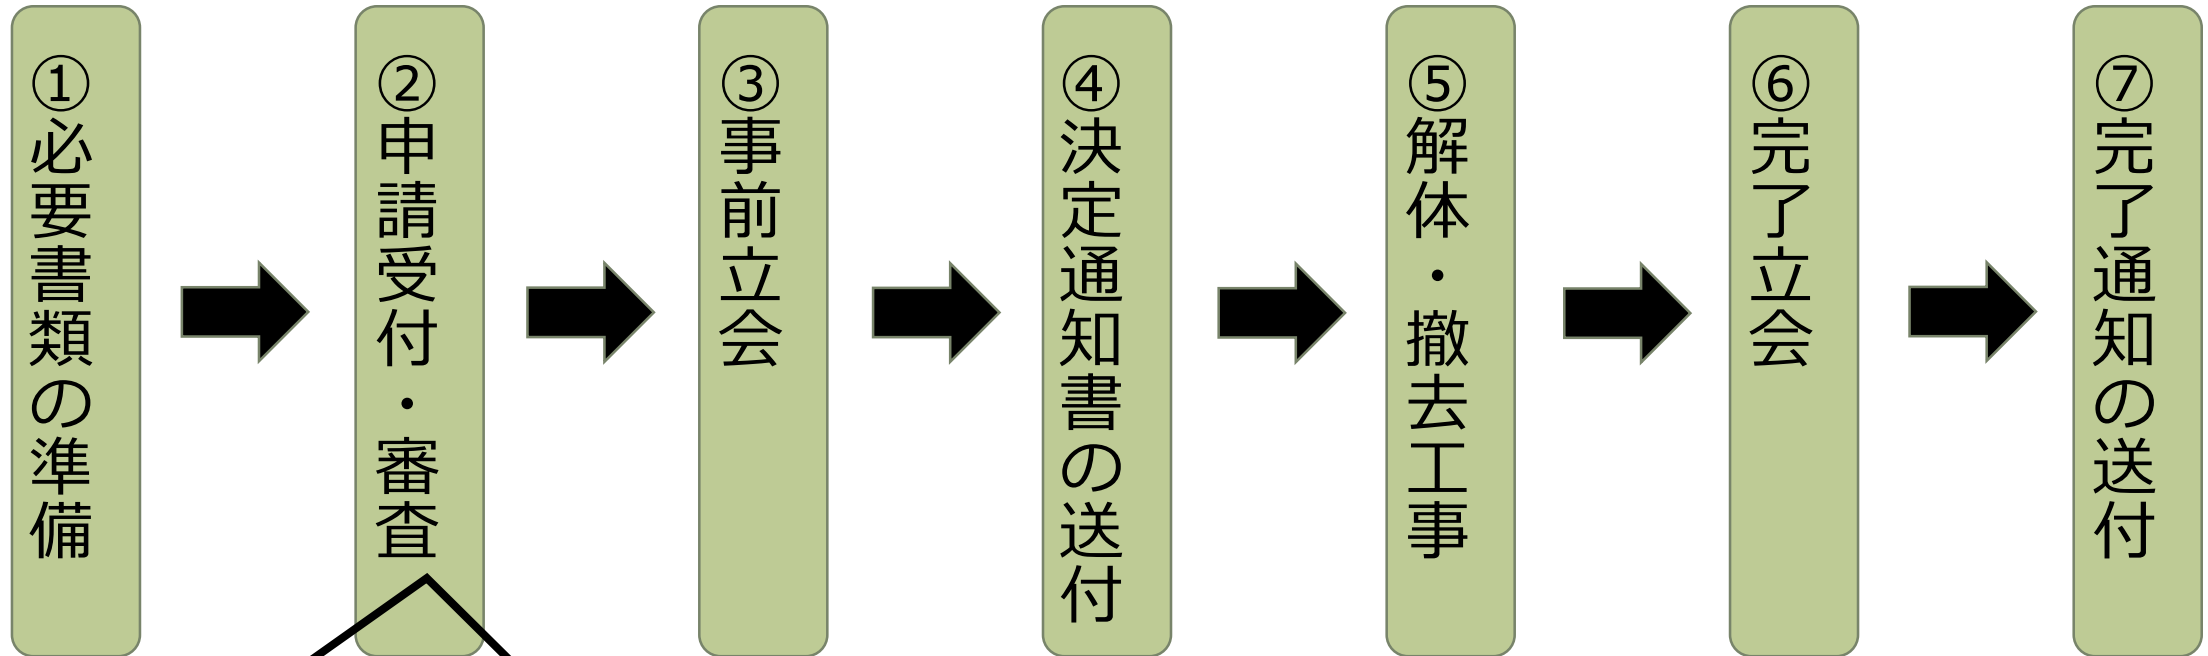 ①必要書類の準備
②申請受付・審査
③事前立会
④決定通知書の送付
⑤解体・撤去工事
⑥完了立会
⑦完了通知の送付